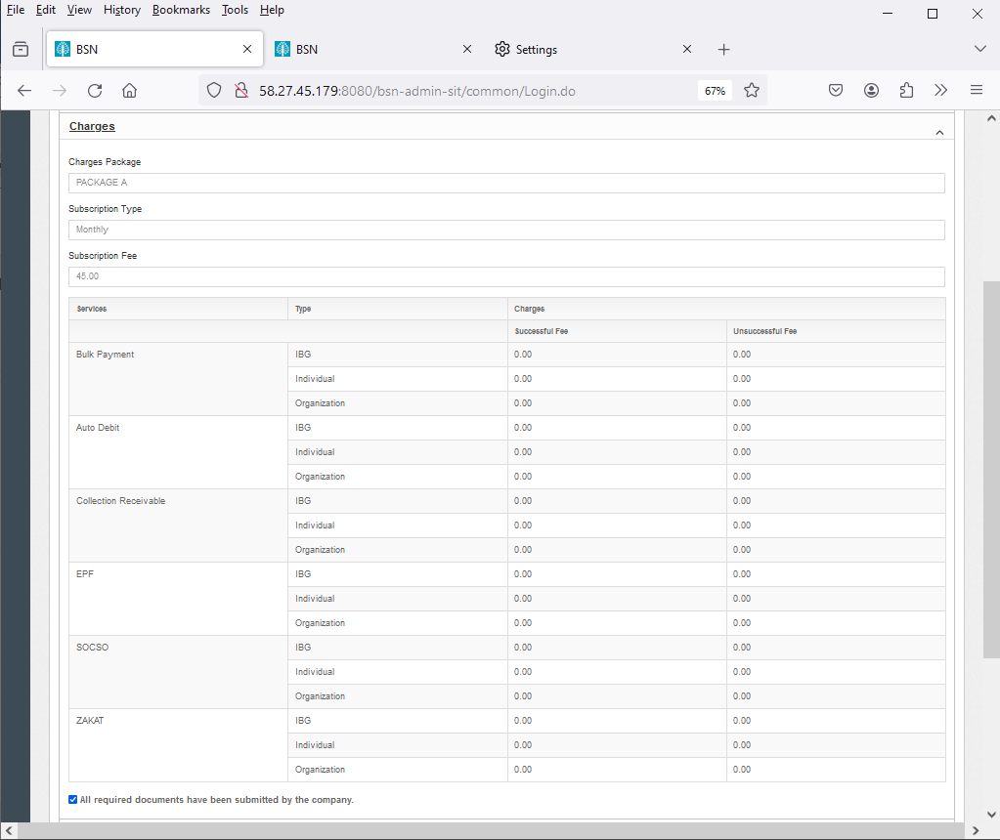 File Edit View History Bookmarks Tools Help
BSN BSN Settings
58.27.45.179:8080/bsn-admin-sit/common/Login.do 67%
Charges
Charges Package
PACKAGE A
Subscription Type
Monthly
Subscription Fee
45.00
Services Type Charges
Successful Fee Unsuccessful Fee
Bulk Payment IBG 0.00 0.00
Individual 0.00 0.00
Organization 0.00 0.00
Auto Debit IBG 0.00 0.00
Individual 0.00 0.00
Organization 0.00 0.00
Collection Receivable IBG 0.00 0.00
Individual 0.00 0.00
Organization 0.00 0.00
EPF IBG 0.00 0.00
Individual 0.00 0.00
Organization 0.00 0.00
SOCSO IBG 0.00 0.00
Individual 0.00 0.00
Organization 0.00 0.00
ZAKAT IBG 0.00 0.00
Individual 0.00 0.00
Organization 0.00 0.00
All required documents have been submitted by the company.